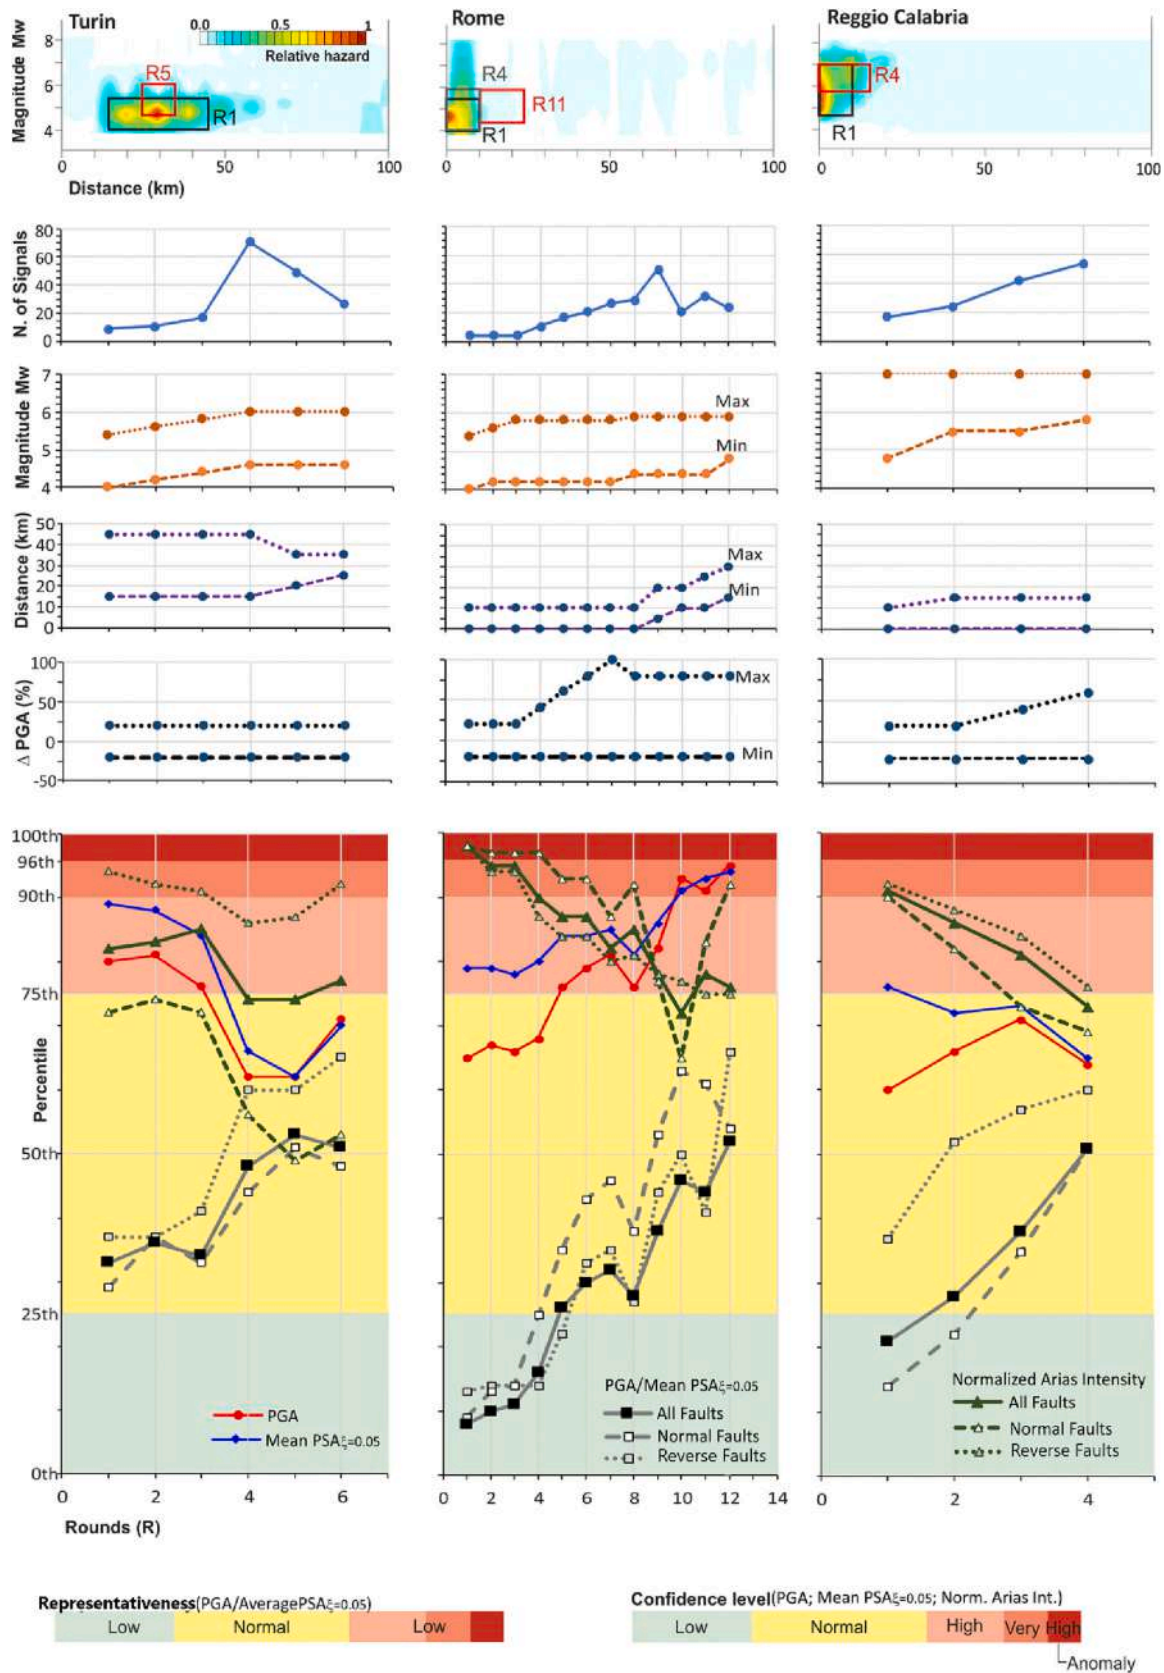 Turin
Rome
Reggio Calabria
0.0 0.5 1
Relative hazard
Magnitude Mw
8
6
4
R5
R1
R4
R11
R1
R4
R1
0 50 100
0 50 100
0 50 100
Distance (km)
N. of Signals
80
60
40
20
0
Magnitude Mw
7
6
5
4
Max
Min
Distance (km)
50
40
30
20
10
0
Max
Min
Δ PGA (%)
100
50
0
-50
Max
Min
Percentile
100th
96th
90th
75th
50th
25th
0th
PGA
Mean PSAξ=0.05
PGA/Mean PSAξ=0.05
All Faults
Normal Faults
Reverse Faults
Normalized Arias Intensity
All Faults
Normal Faults
Reverse Faults
0 2 4 6
0 2 4 6 8 10 12 14
0 2 4
Rounds (R)
Representativeness(PGA/AveragePSAξ=0.05)
Low Normal Low
Confidence level(PGA; Mean PSAξ=0.05; Norm. Arias Int.)
Low Normal High Very High
Anomaly